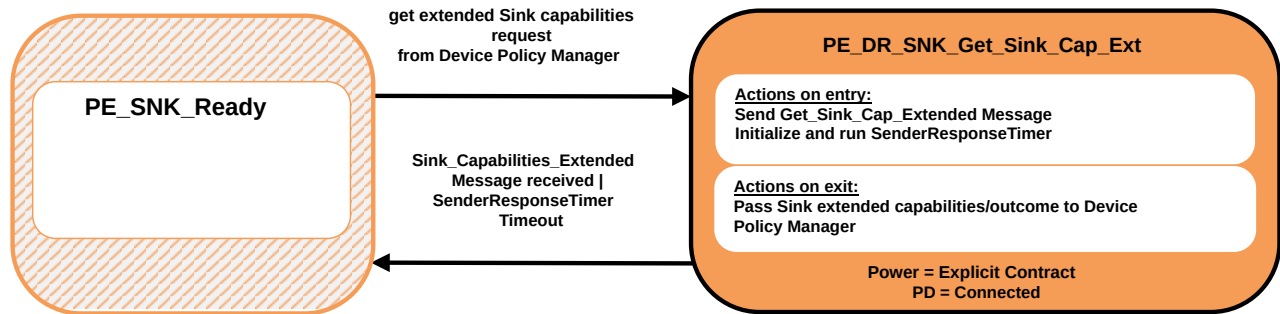 PE_SNK_Ready
get extended Sink capabilities
request
from Device Policy Manager
Sink_Capabilities_Extended
Message received |
SenderResponseTimer
Timeout
PE_DR_SNK_Get_Sink_Cap_Ext
Actions on entry:
Send Get_Sink_Cap_Extended Message
Initialize and run SenderResponseTimer
Actions on exit:
Pass Sink extended capabilities/outcome to Device
Policy Manager
Power = Explicit Contract
PD = Connected